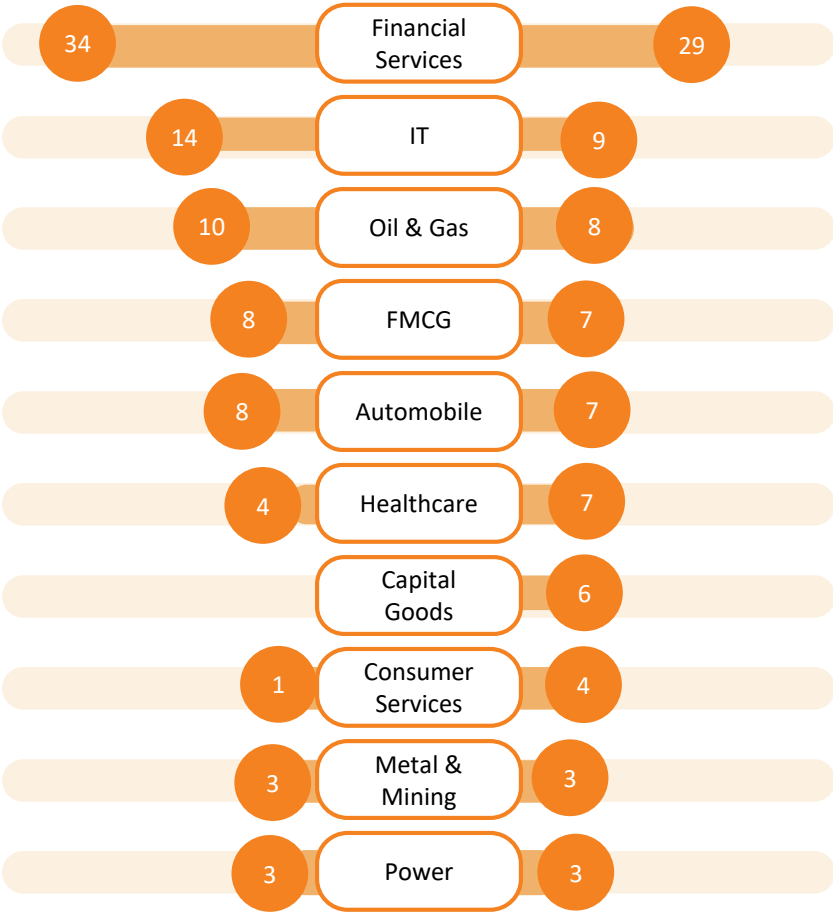 34 Financial Services 29
14 IT 9
10 Oil & Gas 8
8 FMCG 7
8 Automobile 7
4 Healthcare 7
Capital Goods 6
1 Consumer Services 4
3 Metal & Mining 3
3 Power 3